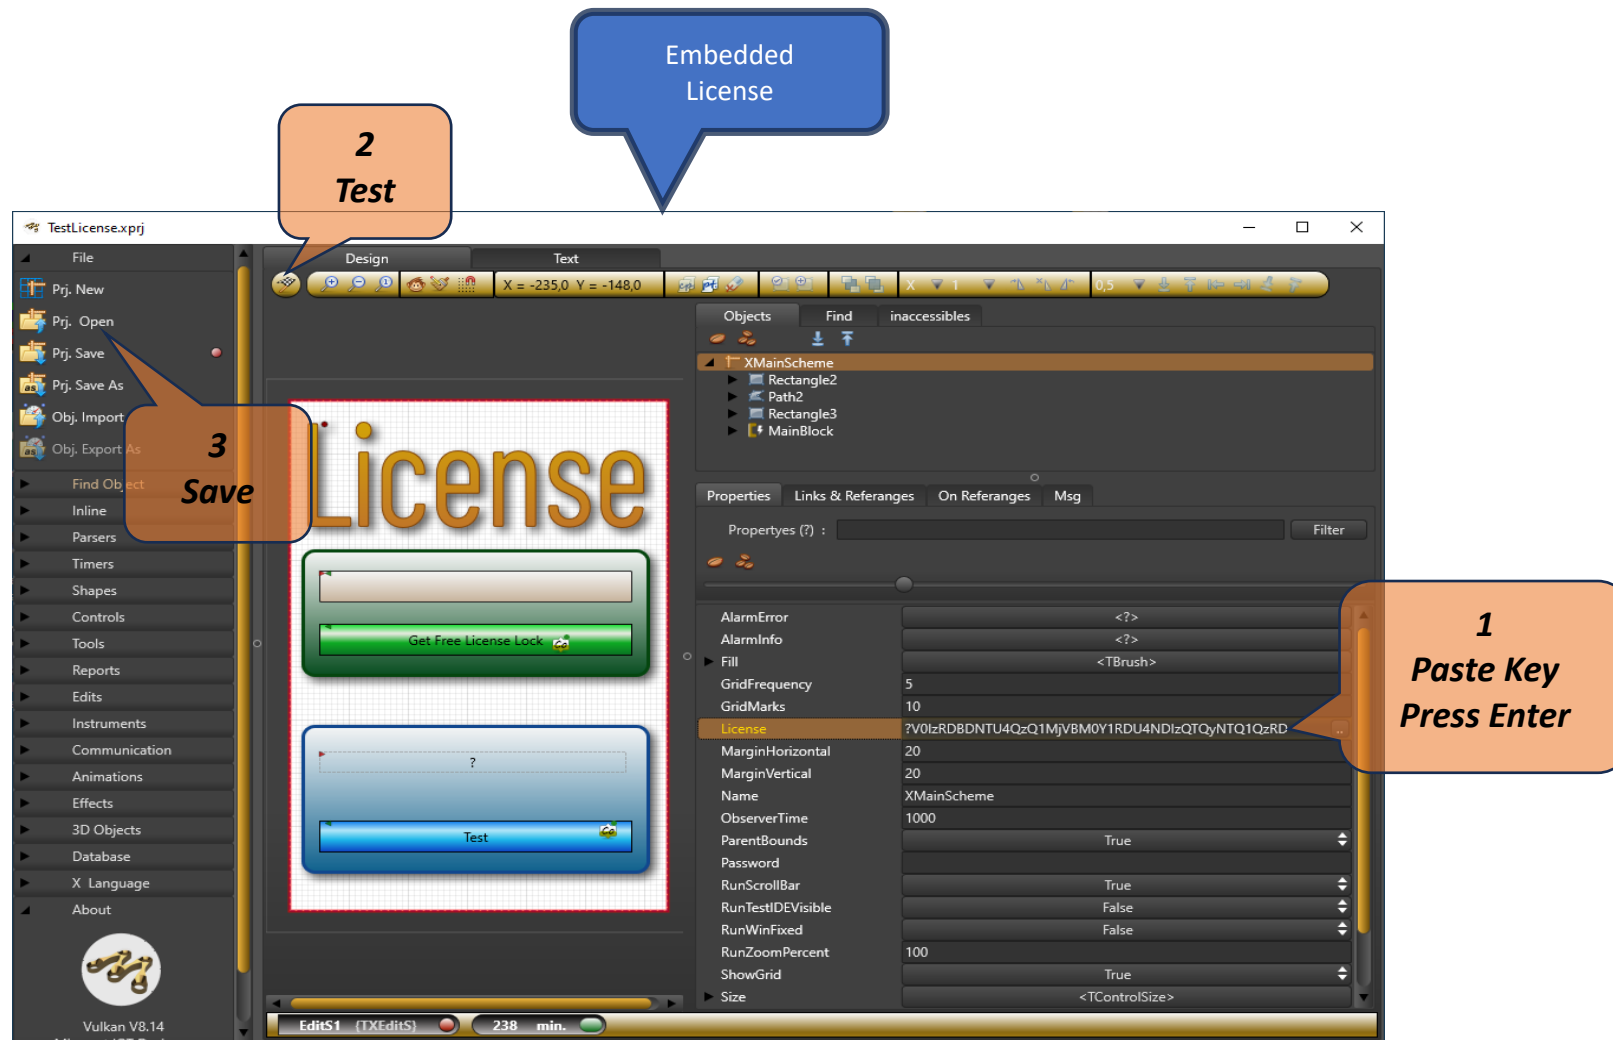 Embedded
License
2
Test
TestLicense.xprj
File
Prj. New
Prj. Open
Prj. Save
Prj. Save As
Obj. Import
Obj. Export As
Find Object
Inline
Parsers
Timers
Shapes
Controls
Tools
Reports
Edits
Instruments
Communication
Animations
Effects
3D Objects
Database
X Language
About
Vulkan V8.14
3
Save
Design
Text
X = -235,0 Y = -148,0
X
1
0,5
License
Get Free License Lock
Go
?
Test
Go
EditS1 {TXEditS}
238 min.
Objects
Find
inaccessibles
XMainScheme
Rectangle2
Path2
Rectangle3
MainBlock
Properties
Links & Referanges
On Referanges
Msg
Propertyes (?) :
Filter
AlarmError <?>
AlarmInfo <?>
Fill <TBrush>
GridFrequency 5
GridMarks 10
License ?V0IzRDBDNTU4QzQ1MjVBM0Y1RDU4NDIzQTQyNTQ1QzRD
MarginHorizontal 20
MarginVertical 20
Name XMainScheme
ObserverTime 1000
ParentBounds True
Password
RunScrollBar True
RunTestIDEVisible False
RunWinFixed False
RunZoomPercent 100
ShowGrid True
Size <TControlSize>
1
Paste Key
Press Enter